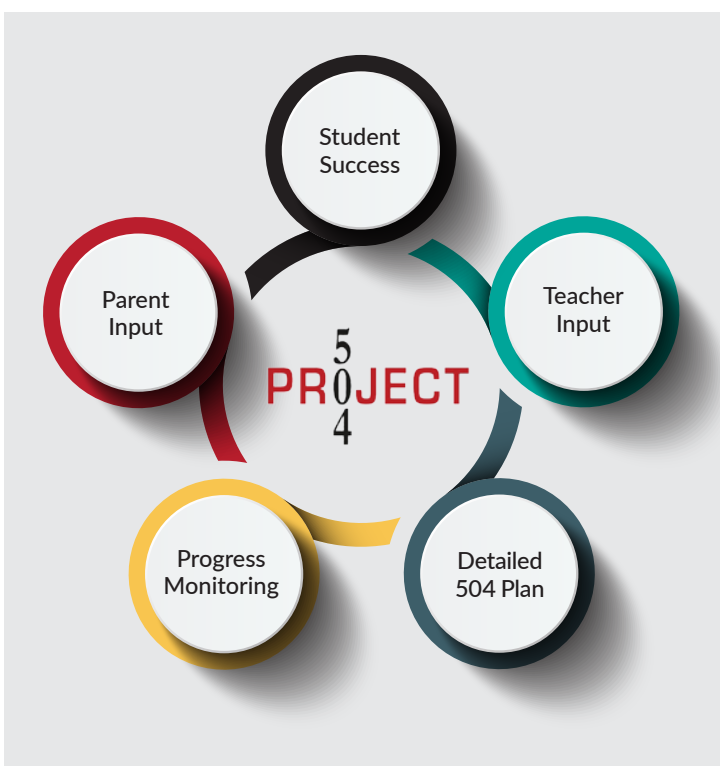 Student
Success
Parent
Input
Teacher
Input
5
PR0JECT
4
Progress
Monitoring
Detailed
504 Plan